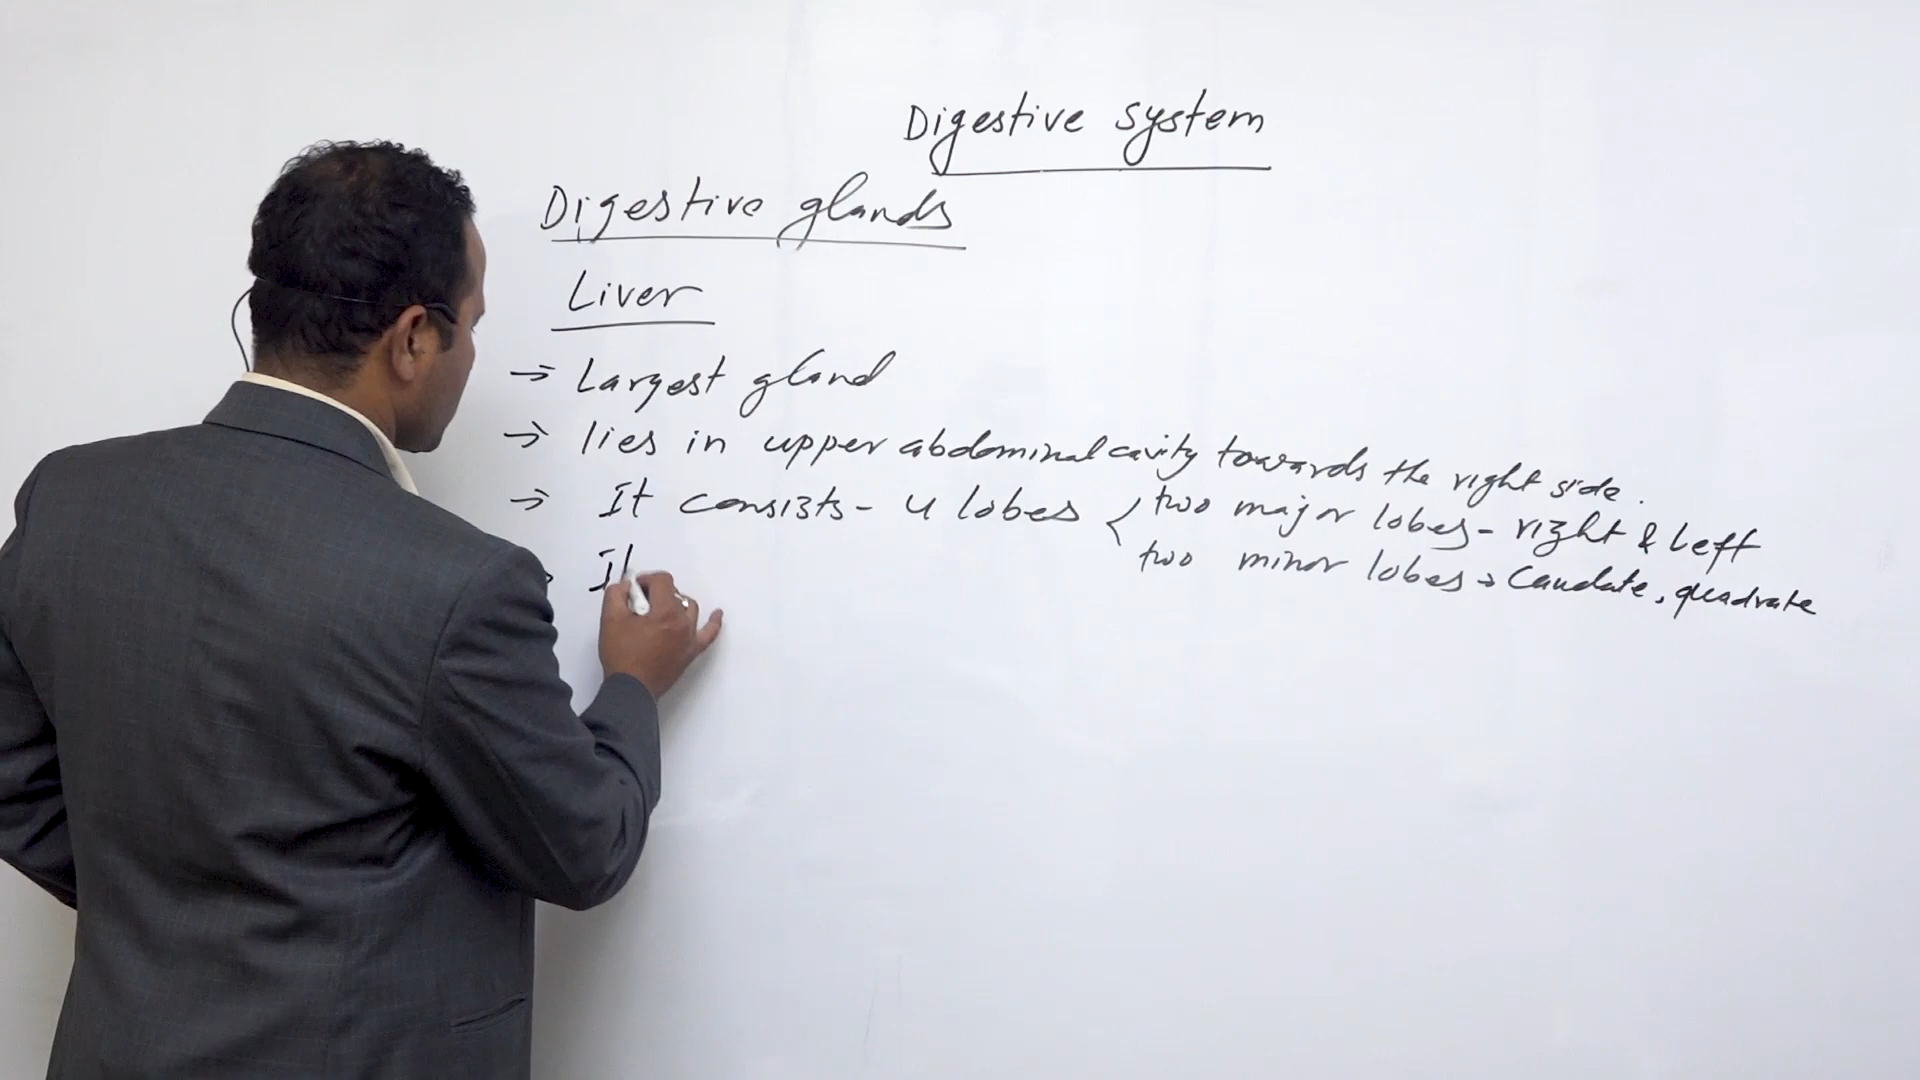 Digestive system
Digestive glands
Liver
→ Largest gland
→ lies in upper abdominal cavity towards the right side.
→ It consists - 4 lobes < two major lobes - right & left
two minor lobes → Caudate, quadrate
It